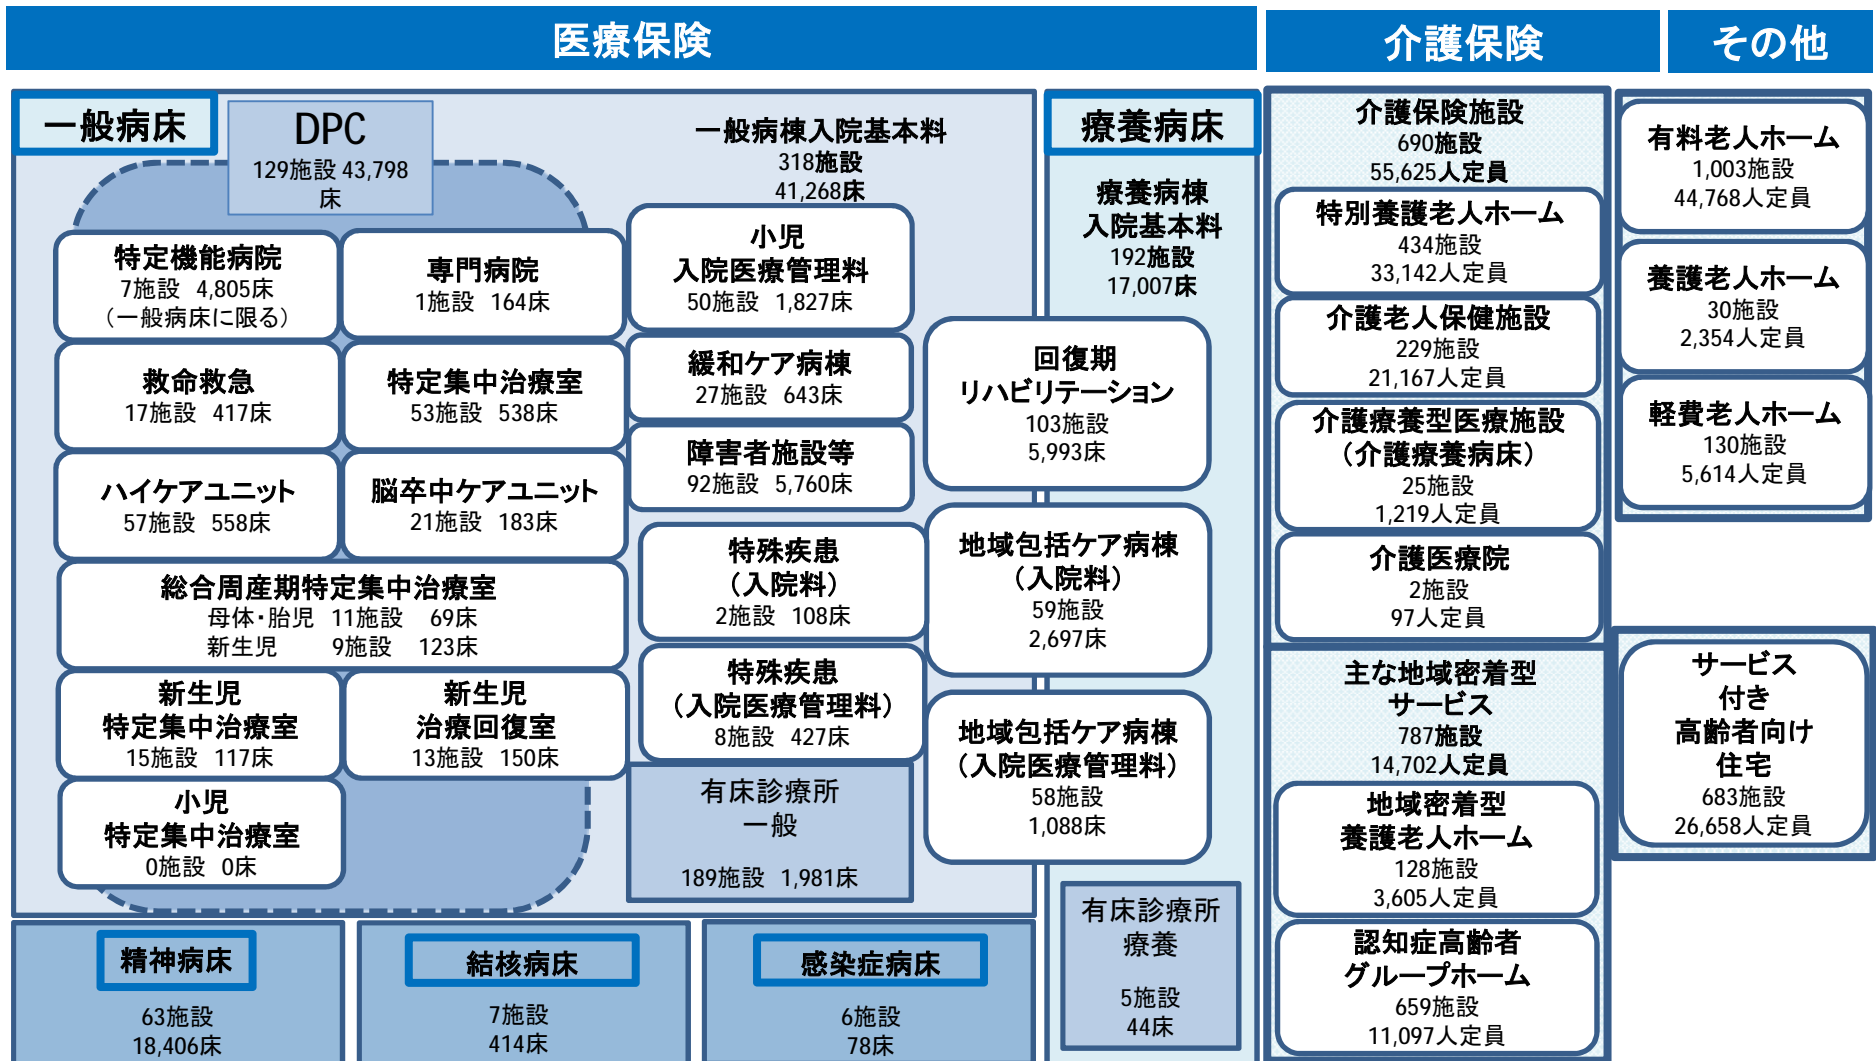 医療保険
介護保険
その他
一般病床
DPC
129施設 43,798
床
一般病棟入院基本料
318施設
41,268床
特定機能病院
7施設 4,805床
（一般病床に限る）
専門病院
1施設 164床
救命救急
17施設 417床
特定集中治療室
53施設 538床
ハイケアユニット
57施設 558床
脳卒中ケアユニット
21施設 183床
総合周産期特定集中治療室
母体・胎児 11施設 69床
新生児 9施設 123床
新生児
特定集中治療室
15施設 117床
新生児
治療回復室
13施設 150床
小児
特定集中治療室
0施設 0床
小児
入院医療管理料
50施設 1,827床
緩和ケア病棟
27施設 643床
障害者施設等
92施設 5,760床
特殊疾患
（入院料）
2施設 108床
特殊疾患
（入院医療管理料）
8施設 427床
有床診療所
一般
189施設 1,981床
療養病床
療養病棟
入院基本料
192施設
17,007床
回復期
リハビリテーション
103施設
5,993床
地域包括ケア病棟
（入院料）
59施設
2,697床
地域包括ケア病棟
（入院医療管理料）
58施設
1,088床
有床診療所
療養
5施設
44床
精神病床
63施設
18,406床
結核病床
7施設
414床
感染症病床
6施設
78床
介護保険施設
690施設
55,625人定員
特別養護老人ホーム
434施設
33,142人定員
介護老人保健施設
229施設
21,167人定員
介護療養型医療施設
（介護療養病床）
25施設
1,219人定員
介護医療院
2施設
97人定員
主な地域密着型
サービス
787施設
14,702人定員
地域密着型
養護老人ホーム
128施設
3,605人定員
認知症高齢者
グループホーム
659施設
11,097人定員
有料老人ホーム
1,003施設
44,768人定員
養護老人ホーム
30施設
2,354人定員
軽費老人ホーム
130施設
5,614人定員
サービス
付き
高齢者向け
住宅
683施設
26,658人定員